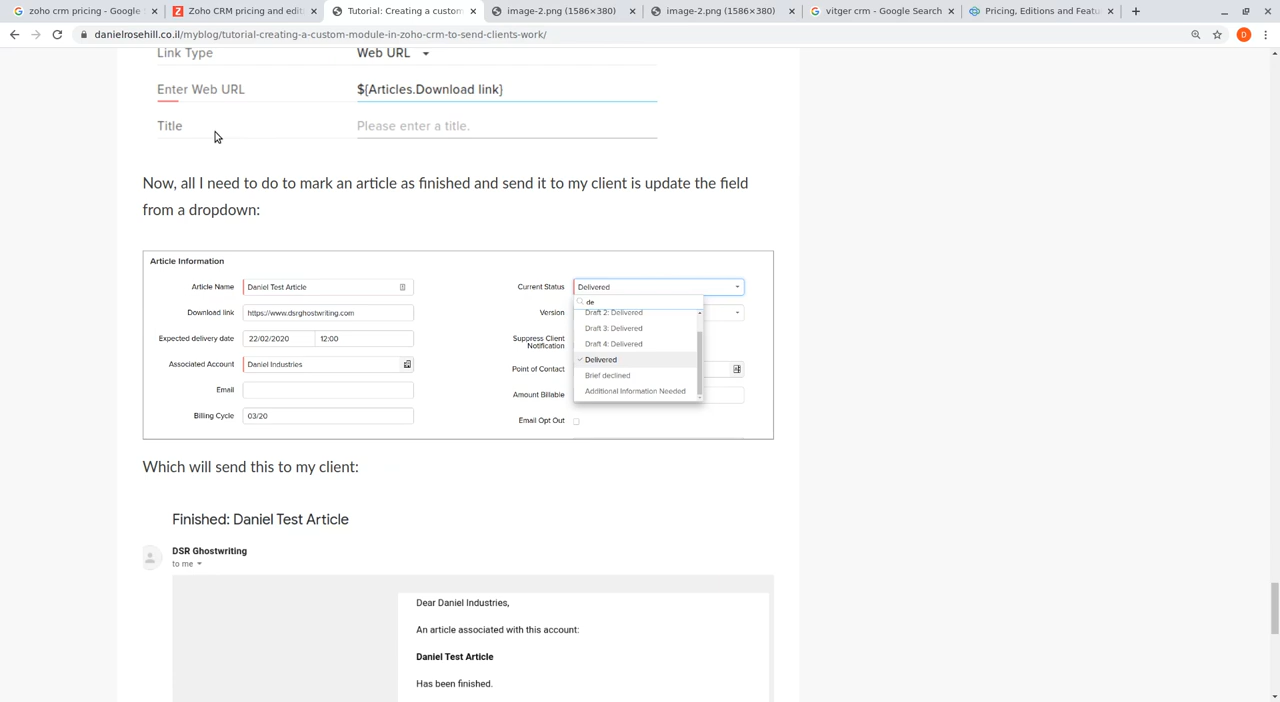 zoho crm pricing - Google
Zoho CRM pricing and edit
Tutorial: Creating a custom
image-2.png (1586×380)
image-2.png (1586×380)
vitger crm - Google Search
Pricing, Editions and Featu
danielrosehill.co.il/myblog/tutorial-creating-a-custom-module-in-zoho-crm-to-send-clients-work/
D
Link Type
Web URL
Enter Web URL
${Articles.Download link}
Title
Please enter a title.
Now, all I need to do to mark an article as finished and send it to my client is update the field
from a dropdown:
Article Information
Article Name
Daniel Test Article
Current Status
Delivered
de
Download link
https://www.dsrghostwriting.com
Version
Draft 2: Delivered
Draft 3: Delivered
Expected delivery date
22/02/2020
12:00
Suppress Client
Notification
Draft 4: Delivered
Delivered
Associated Account
Daniel Industries
Point of Contact
Brief declined
Email
Amount Billable
Additional Information Needed
Billing Cycle
03/20
Email Opt Out
Which will send this to my client:
Finished: Daniel Test Article
DSR Ghostwriting
to me
Dear Daniel Industries,
An article associated with this account:
Daniel Test Article
Has been finished.